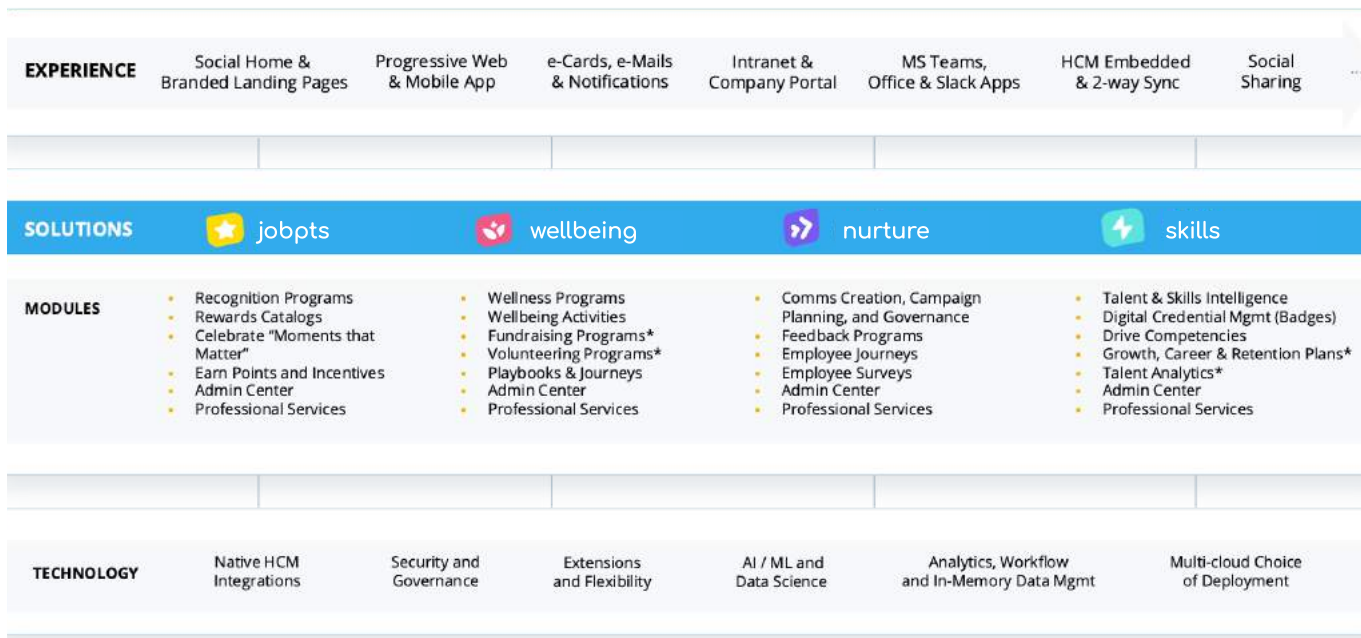 EXPERIENCE
Social Home &
Branded Landing Pages
Progressive Web
& Mobile App
e-Cards, e-Mails
& Notifications
Intranet &
Company Portal
MS Teams,
Office & Slack Apps
HCM Embedded
& 2-way Sync
Social
Sharing
...
SOLUTIONS
jobpts
wellbeing
nurture
skills
MODULES
• Recognition Programs
• Rewards Catalogs
• Celebrate “Moments that
Matter”
• Earn Points and Incentives
• Admin Center
• Professional Services
• Wellness Programs
• Wellbeing Activities
• Fundraising Programs*
• Volunteering Programs*
• Playbooks & Journeys
• Admin Center
• Professional Services
• Comms Creation, Campaign
Planning, and Governance
• Feedback Programs
• Employee Journeys
• Employee Surveys
• Admin Center
• Professional Services
• Talent & Skills Intelligence
• Digital Credential Mgmt (Badges)
• Drive Competencies
• Growth, Career & Retention Plans*
• Talent Analytics*
• Admin Center
• Professional Services
TECHNOLOGY
Native HCM
Integrations
Security and
Governance
Extensions
and Flexibility
AI / ML and
Data Science
Analytics, Workflow
and In-Memory Data Mgmt
Multi-cloud Choice
of Deployment